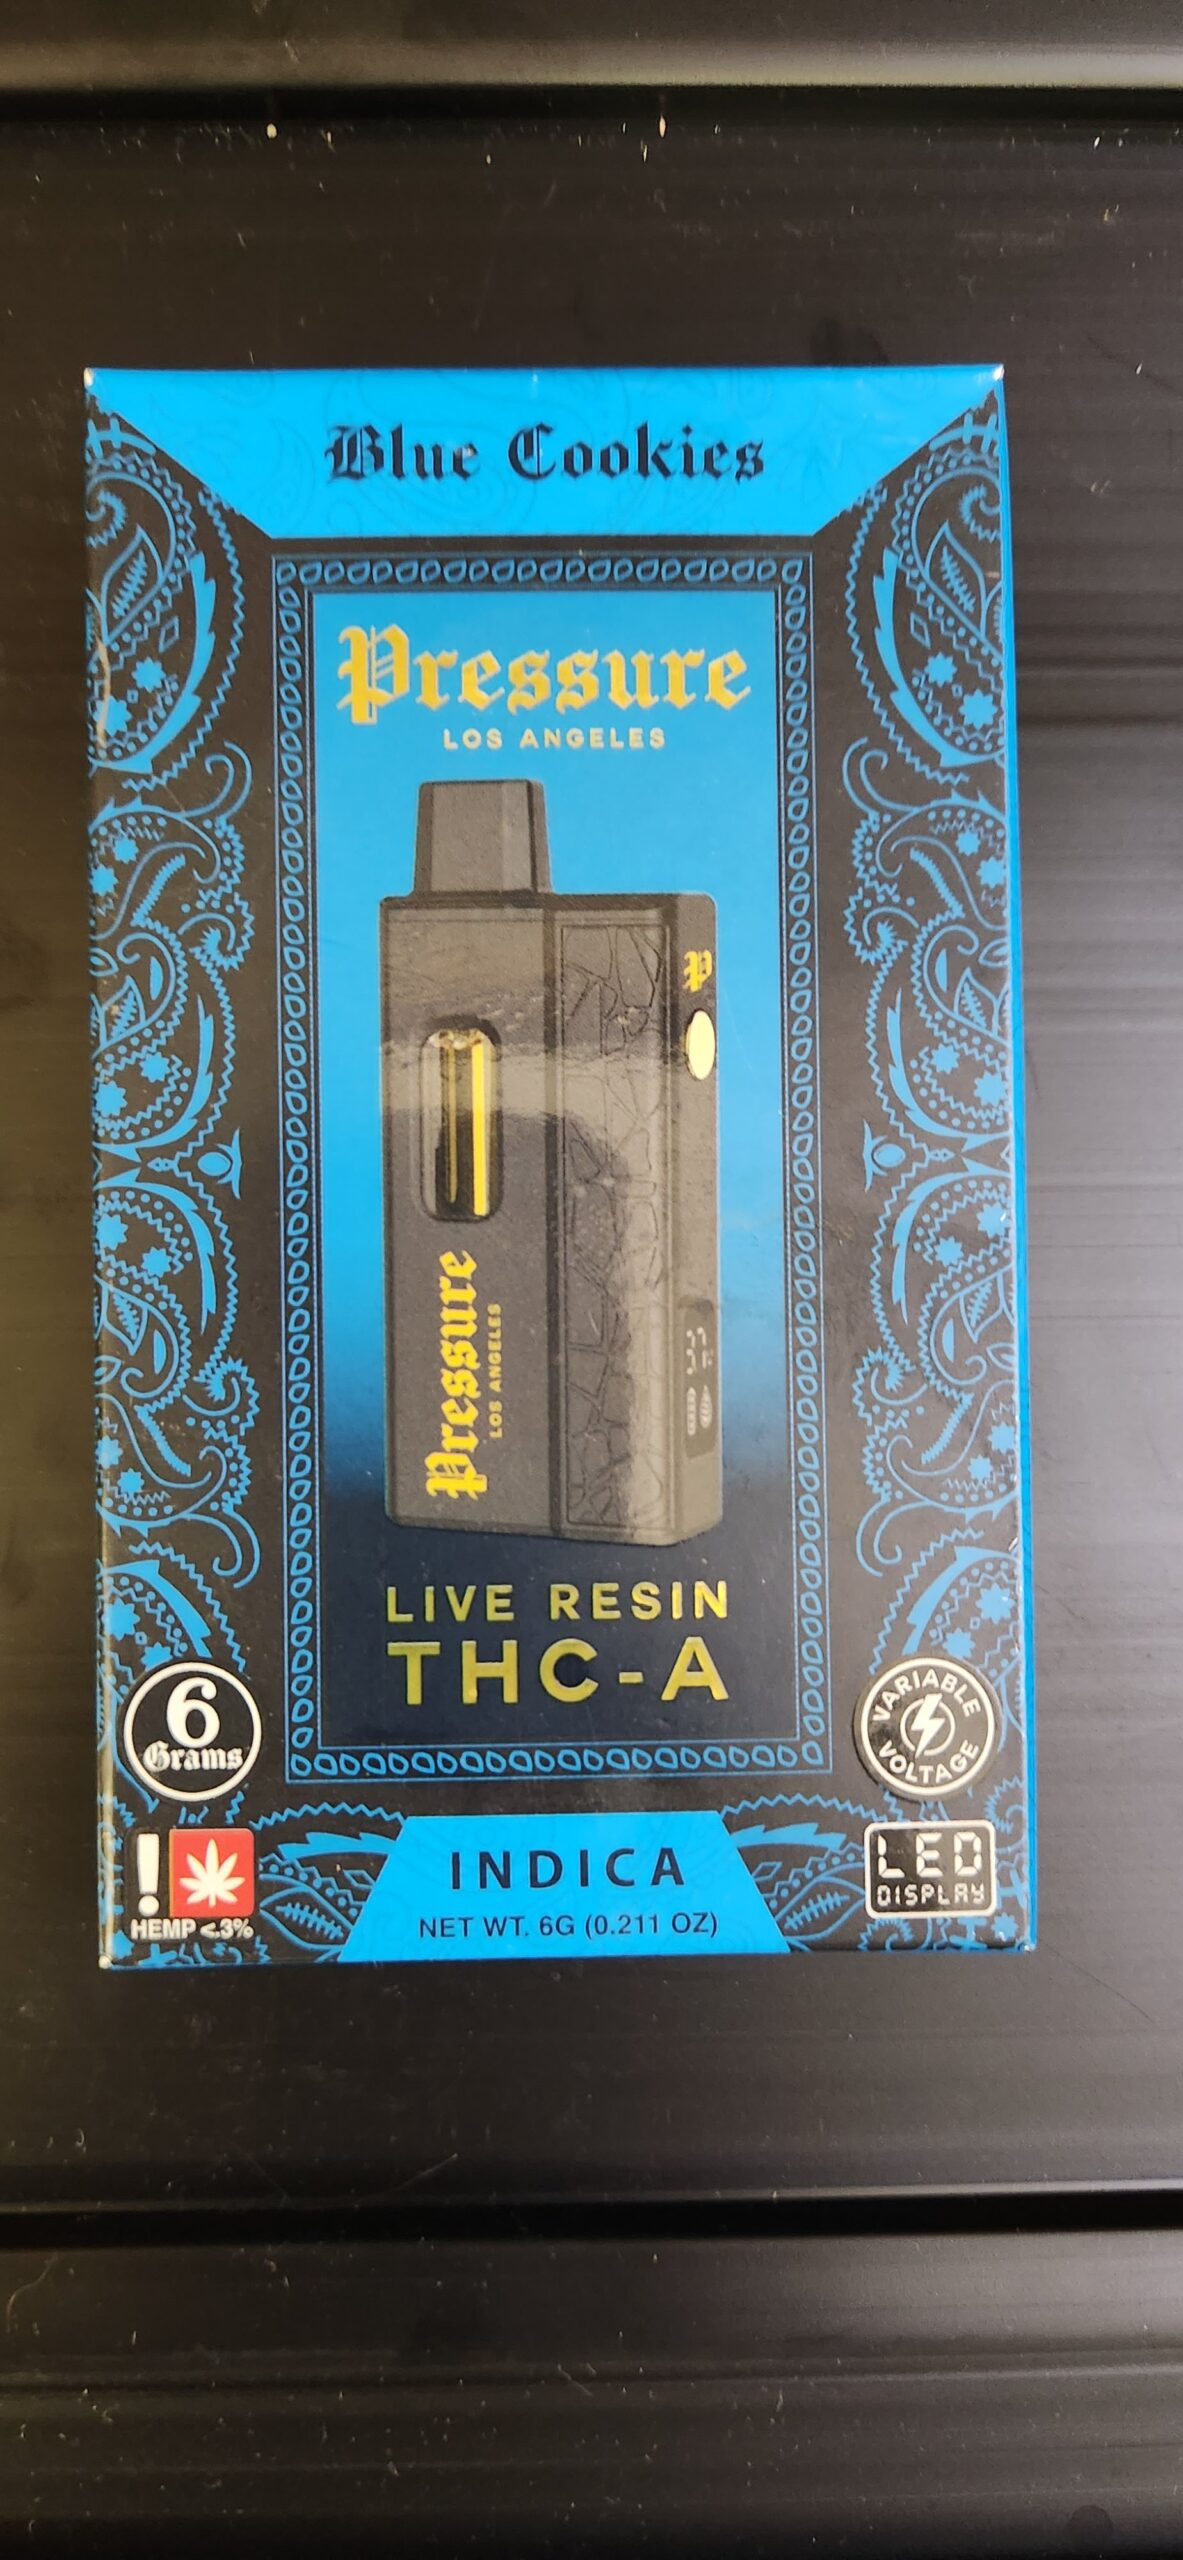 Blue Cookies
Pressure
LOS ANGELES
P
Pressure
LOS ANGELES
LIVE RESIN
THC-A
6
Grams
VARIABLE
VOLTAGE
!
HEMP <.3%
INDICA
NET WT. 6G (0.211 OZ)
LED
DISPLAY